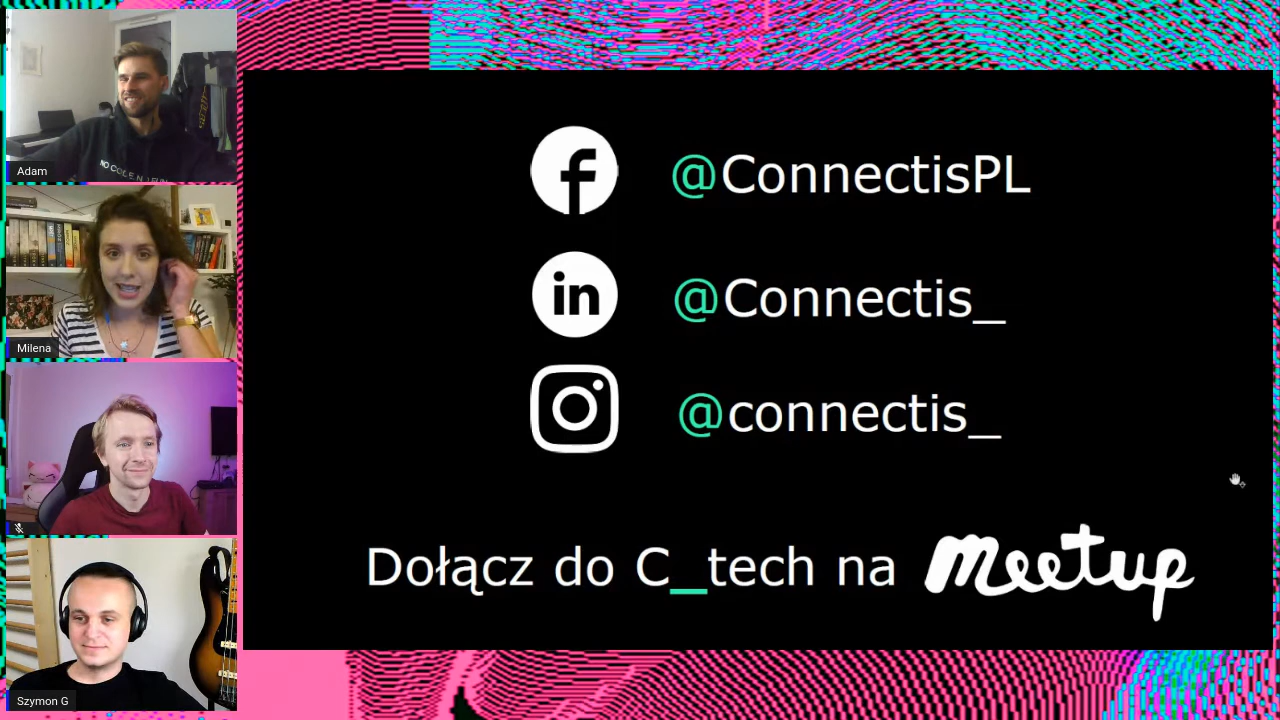 Adam
Milena
Szymon G
@ConnectisPL
@Connectis_
@connectis_
Dołącz do C_tech na meetup